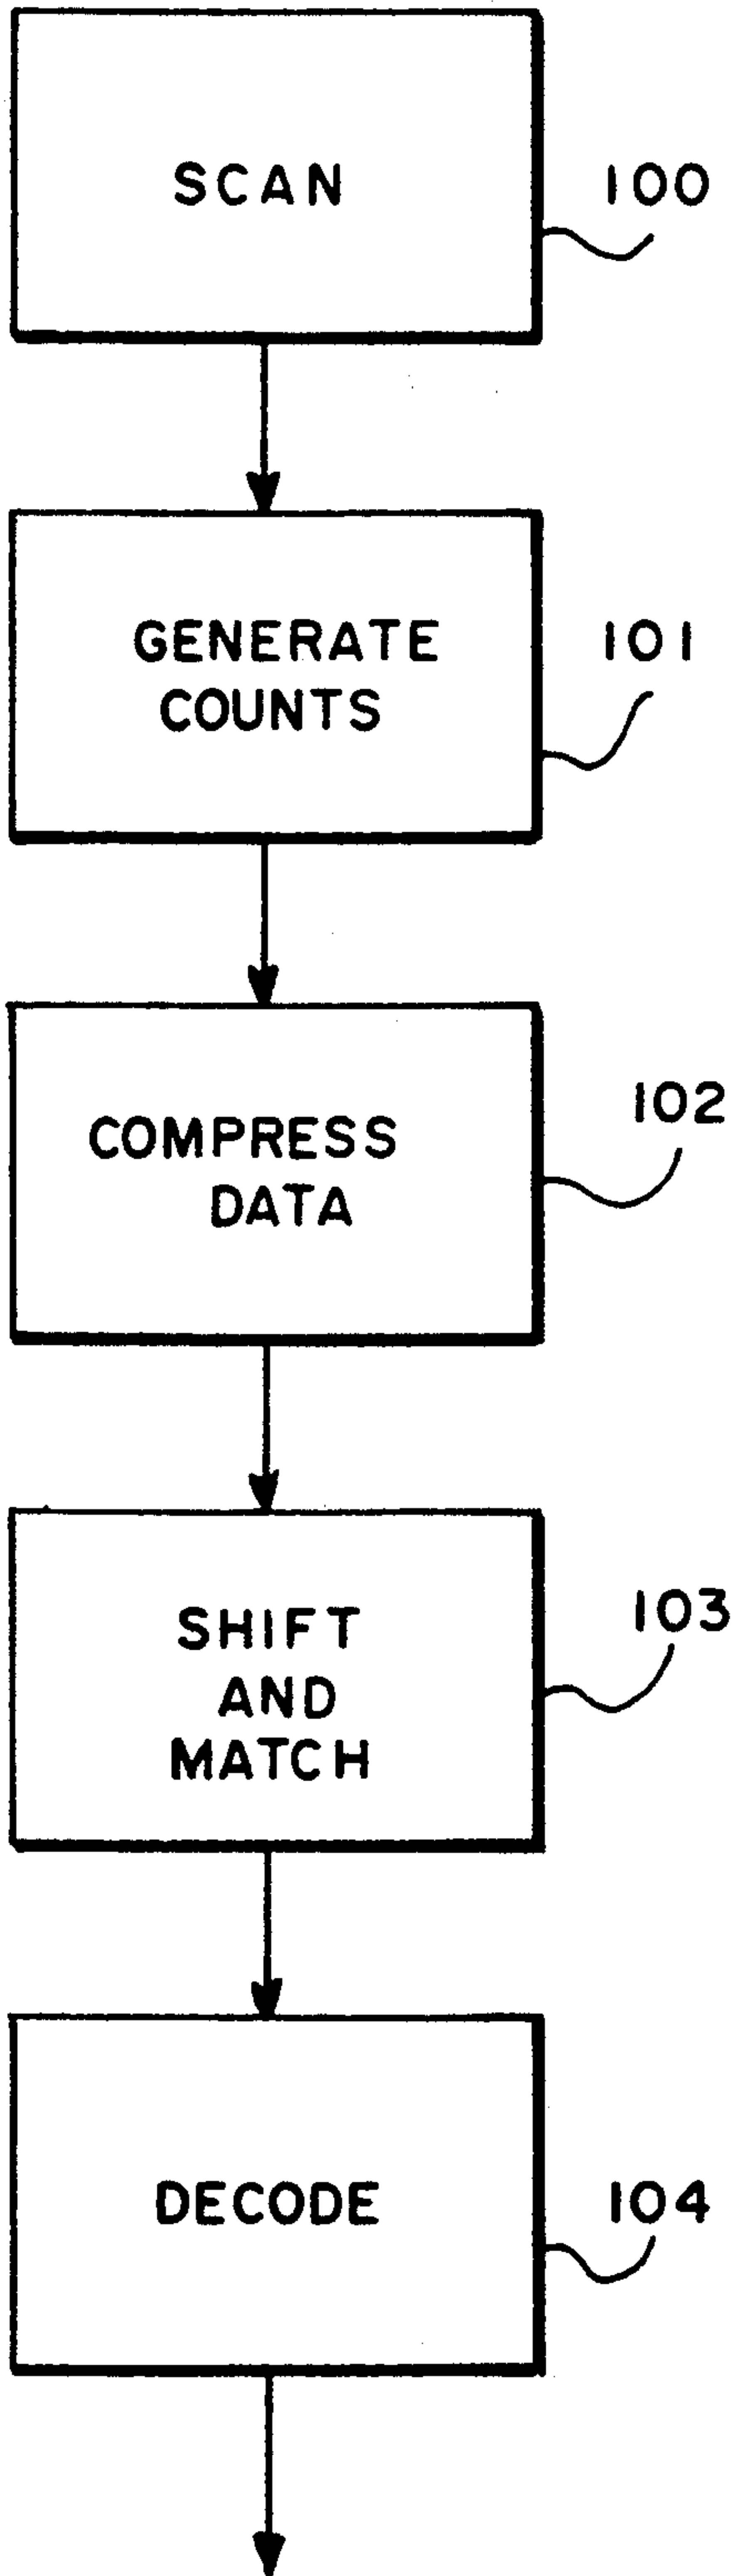 SCAN
100
GENERATE
COUNTS
101
COMPRESS
DATA
102
SHIFT
AND
MATCH
103
DECODE
104